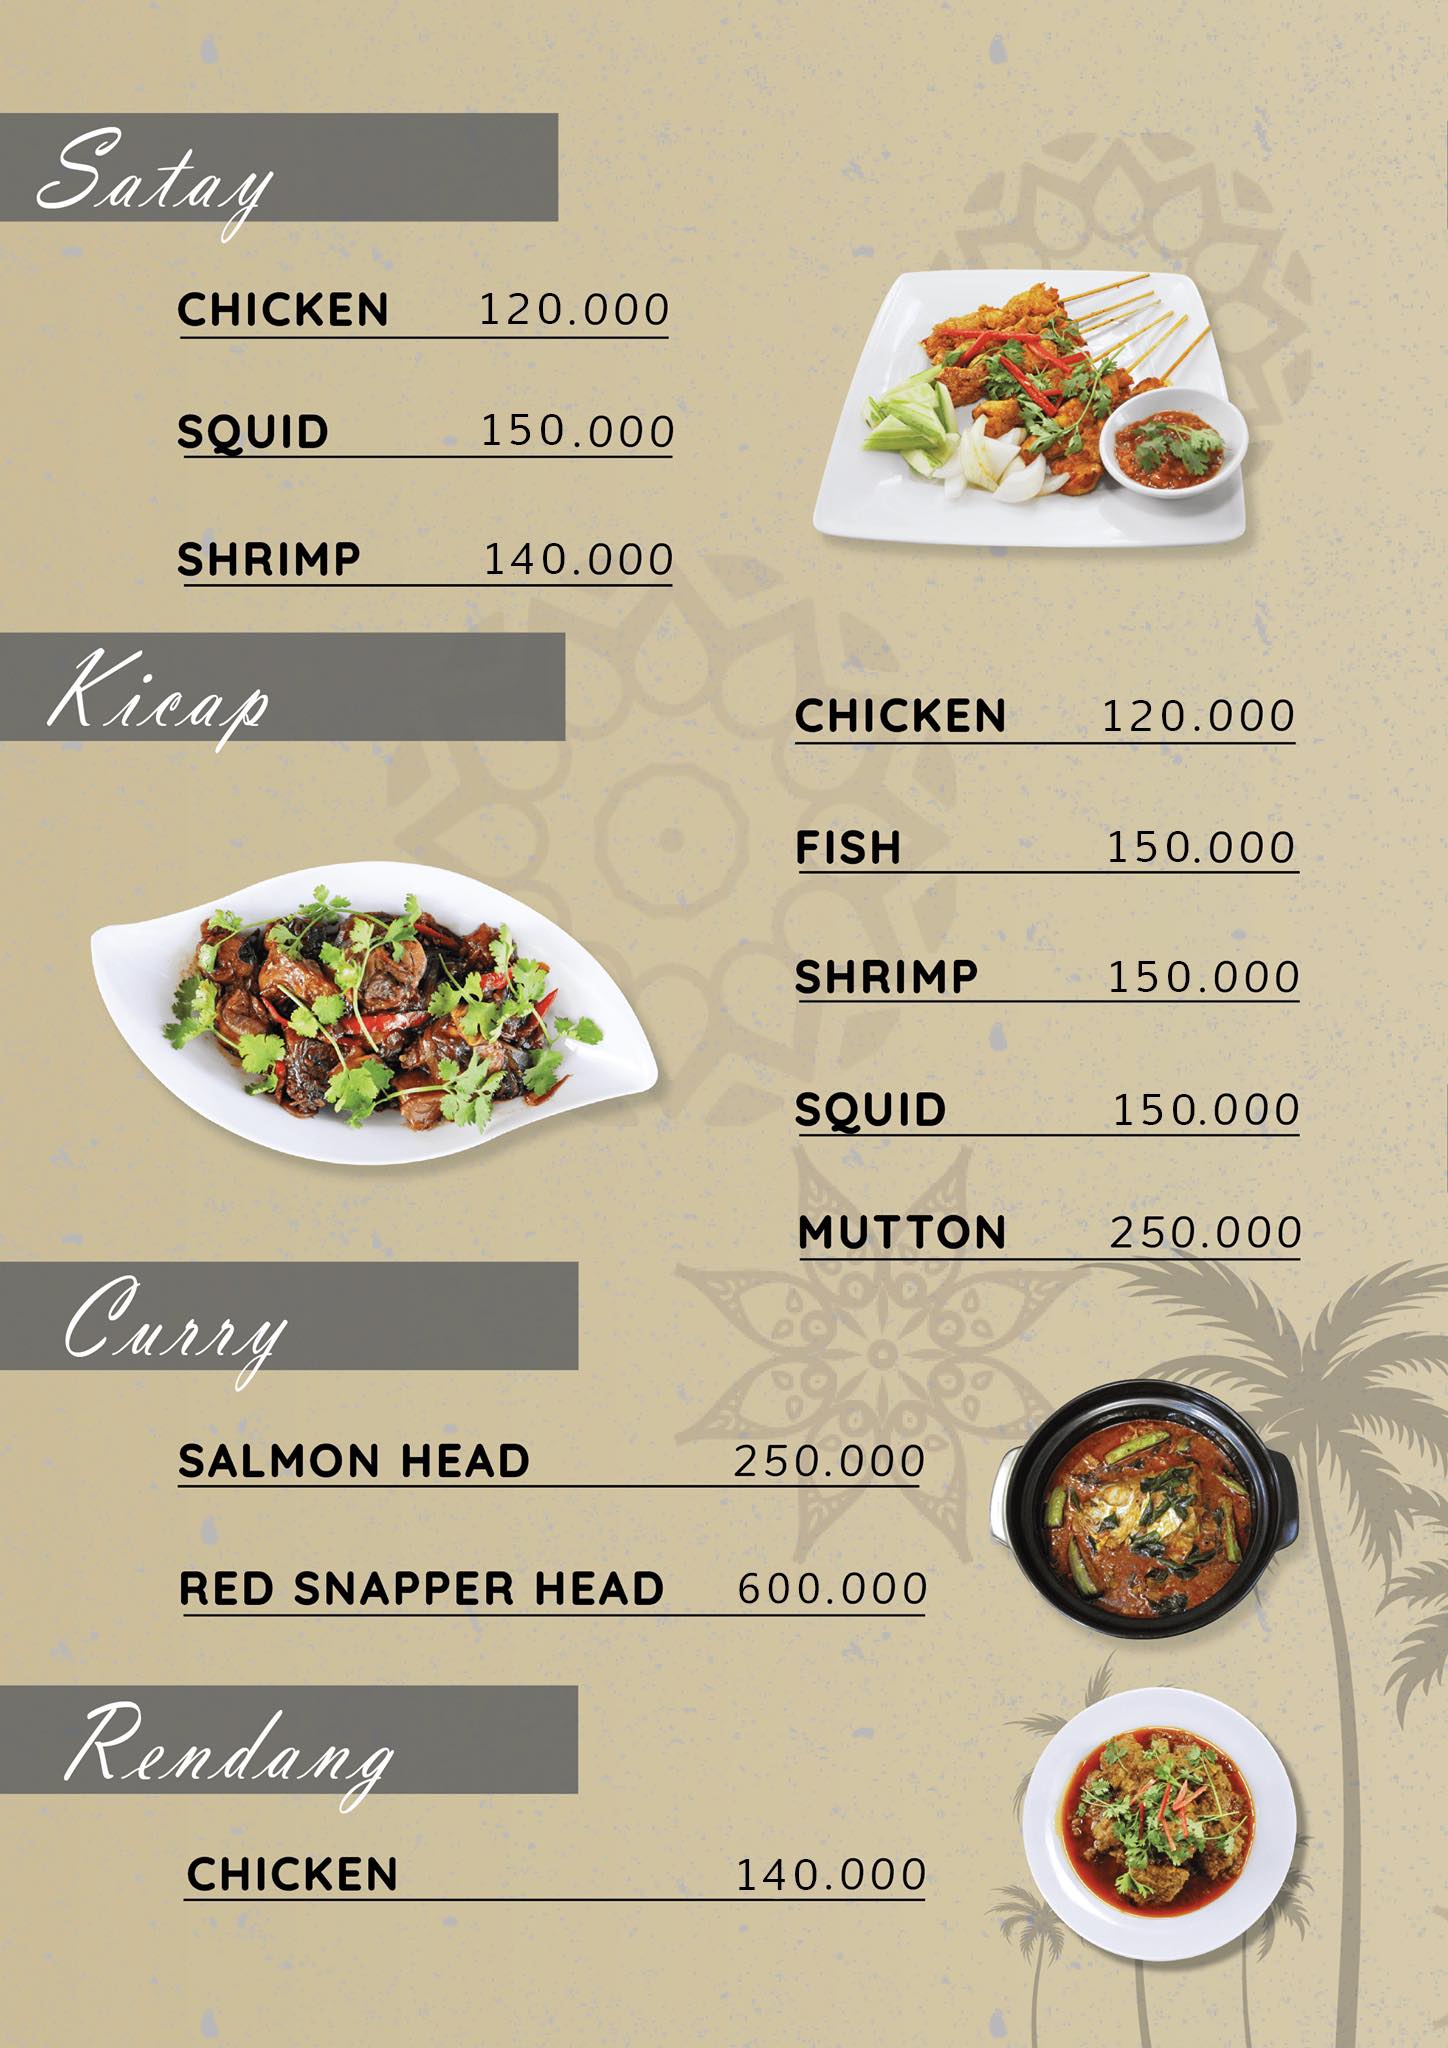 Satay
CHICKEN 120.000
SQUID 150.000
SHRIMP 140.000
Kicap
CHICKEN 120.000
FISH 150.000
SHRIMP 150.000
SQUID 150.000
MUTTON 250.000
Curry
SALMON HEAD 250.000
RED SNAPPER HEAD 600.000
Rendang
CHICKEN 140.000